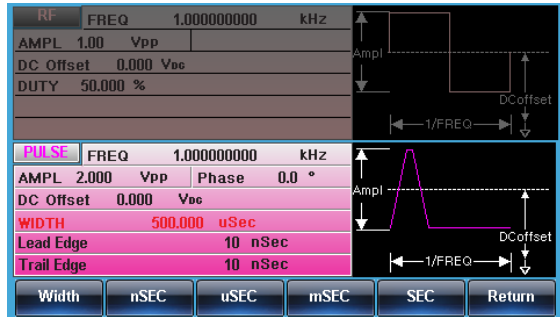 RF FREQ 1.000000000 kHz
AMPL 1.00 Vpp
DC Offset 0.000 VDC
DUTY 50.000 %
Ampl
DCoffset
1/FREQ
PULSE FREQ 1.000000000 kHz
AMPL 2.000 Vpp Phase 0.0 °
DC Offset 0.000 VDC
WIDTH 500.000 uSec
Lead Edge 10 nSec
Trail Edge 10 nSec
Ampl
DCoffset
1/FREQ
Width nSEC uSEC mSEC SEC Return